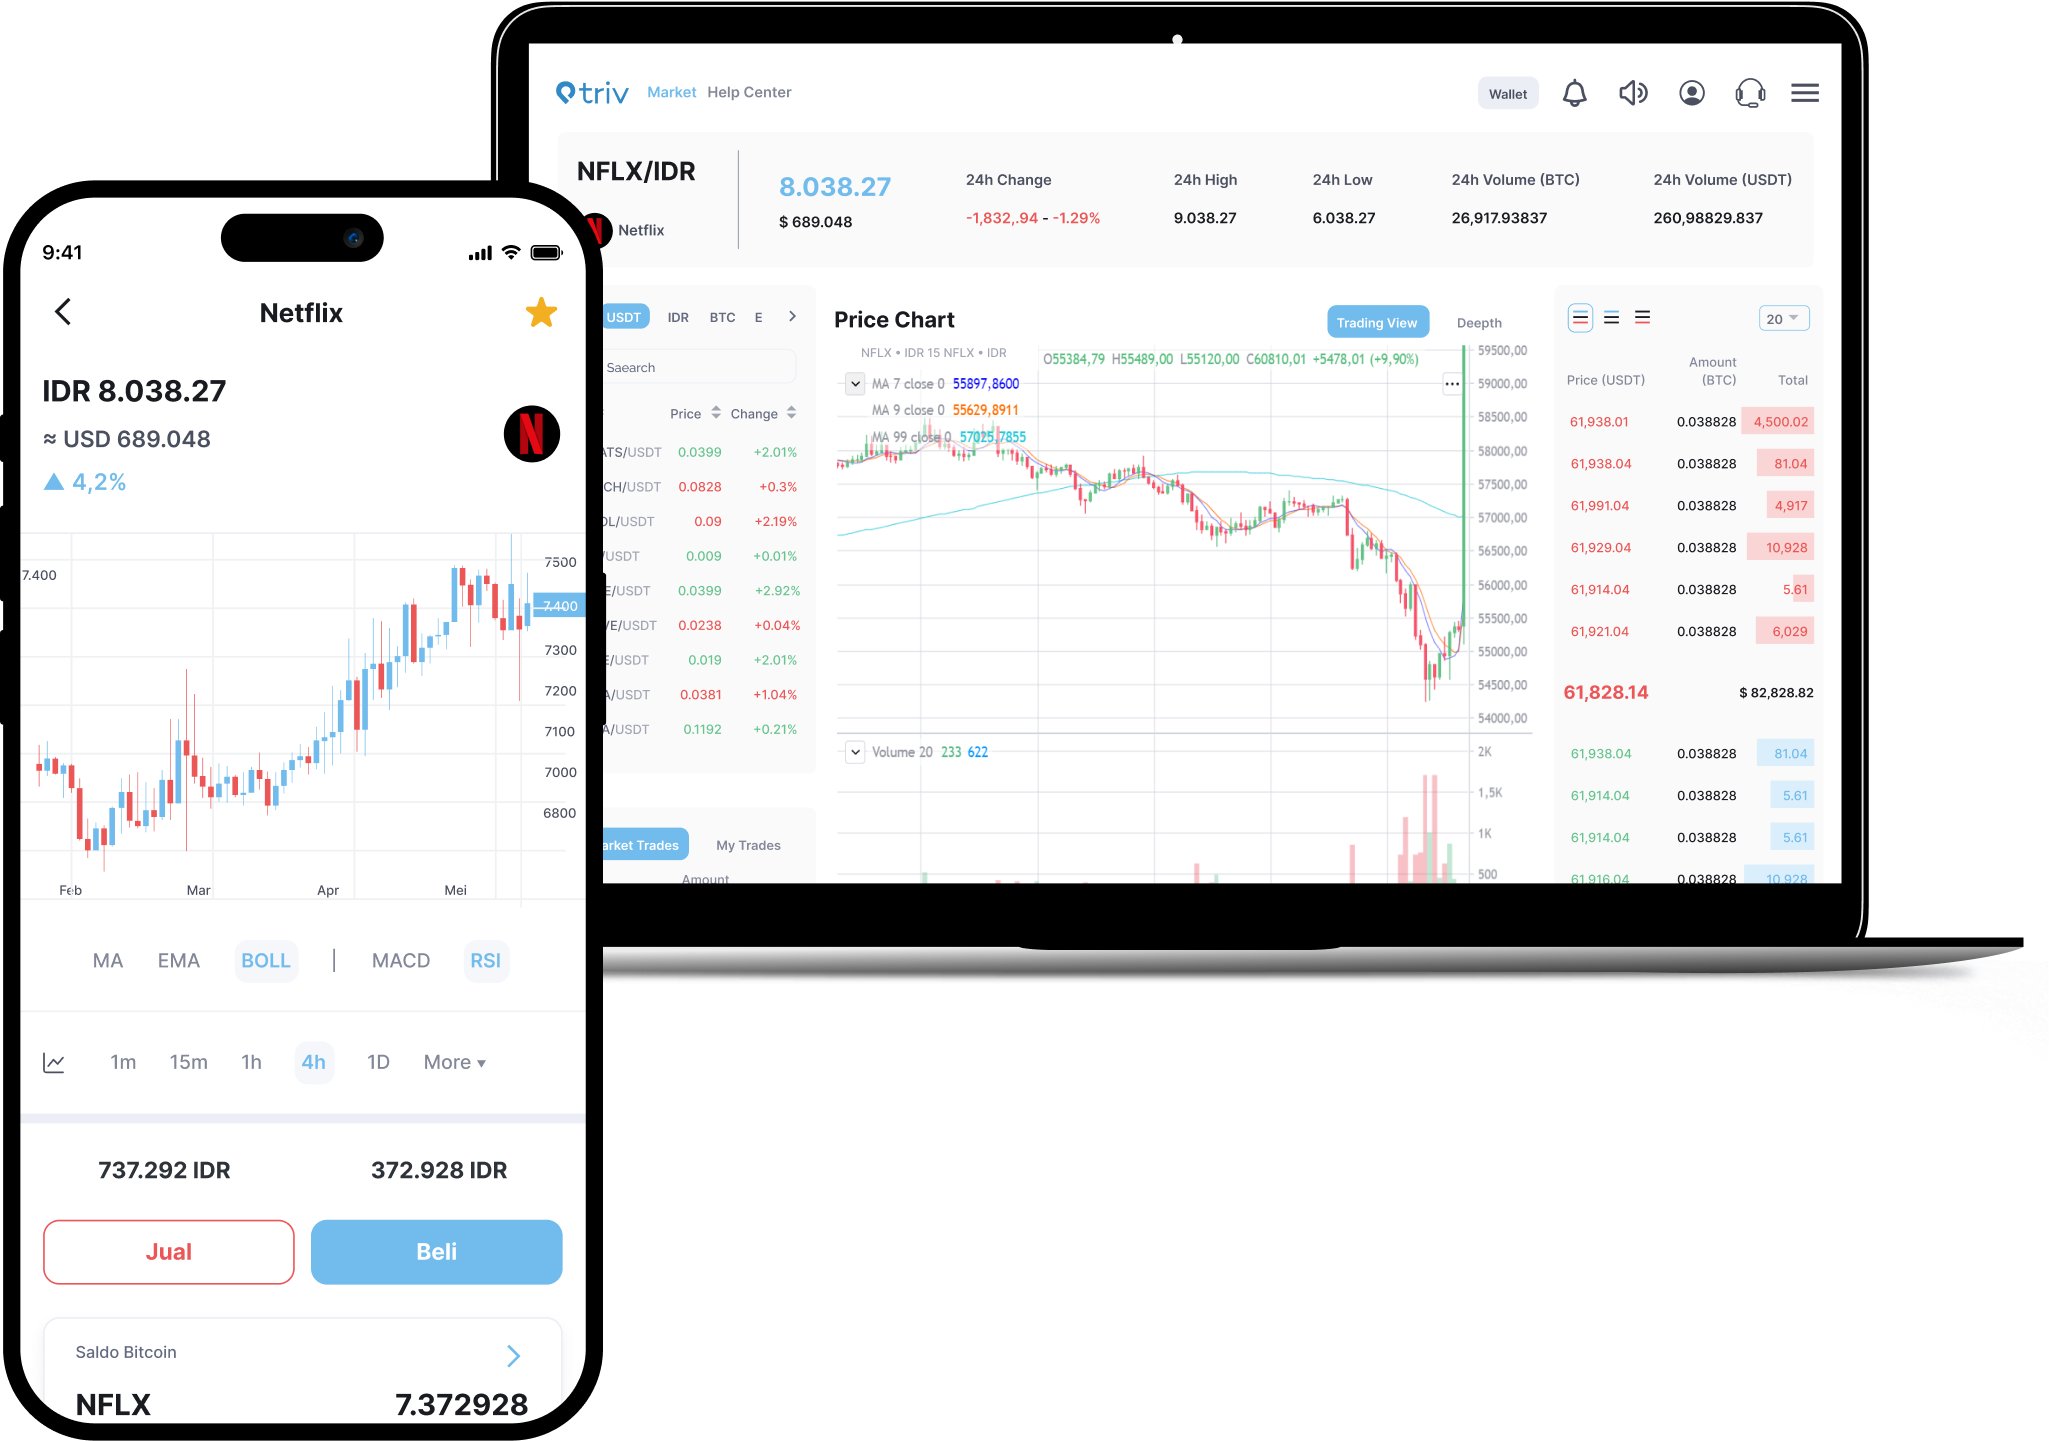 9:41
Netflix
IDR 8.038.27
≈ USD 689.048
4,2%
7.400
7500
7.400
7300
7200
7100
7000
6800
Feb Mar Apr Mei
MA EMA BOLL | MACD RSI
1m 15m 1h 4h 1D More
737.292 IDR 372.928 IDR
Jual Beli
Saldo Bitcoin
NFLX 7.372928
triv Market Help Center Wallet
NFLX/IDR
Netflix
8.038.27
$ 689.048
24h Change 24h High 24h Low 24h Volume (BTC) 24h Volume (USDT)
-1,832,.94 - -1.29% 9.038.27 6.038.27 26,917.93837 260,98829.837
USDT IDR BTC E
Saearch
Price Change
ATS/USDT 0.0399 +2.01%
CH/USDT 0.0828 +0.3%
OL/USDT 0.09 +2.19%
/USDT 0.009 +0.01%
E/USDT 0.0399 +2.92%
VE/USDT 0.0238 +0.04%
E/USDT 0.019 +2.01%
A/USDT 0.0381 +1.04%
A/USDT 0.1192 +0.21%
arket Trades My Trades
Amount
Price Chart Trading View Deepth
NFLX • IDR 15 NFLX • IDR
O55384,79 H55489,00 L55120,00 C60810,01 +5478,01 (+9,90%)
MA 7 close 0 55897,8600
MA 9 close 0 55629,8911
MA 99 close 0 57025,7855
59500,00
59000,00
58500,00
58000,00
57500,00
57000,00
56500,00
56000,00
55500,00
55000,00
54500,00
54000,00
Volume 20 233 622
2K
1,5K
1K
500
20
Price (USDT) Amount (BTC) Total
61,938.01 0.038828 4,500.02
61,938.04 0.038828 81.04
61,991.04 0.038828 4,917
61,929.04 0.038828 10,928
61,914.04 0.038828 5.61
61,921.04 0.038828 6,029
61,828.14 $ 82,828.82
61,938.04 0.038828 81.04
61,914.04 0.038828 5.61
61,914.04 0.038828 5.61
61,916.04 0.038828 10,928